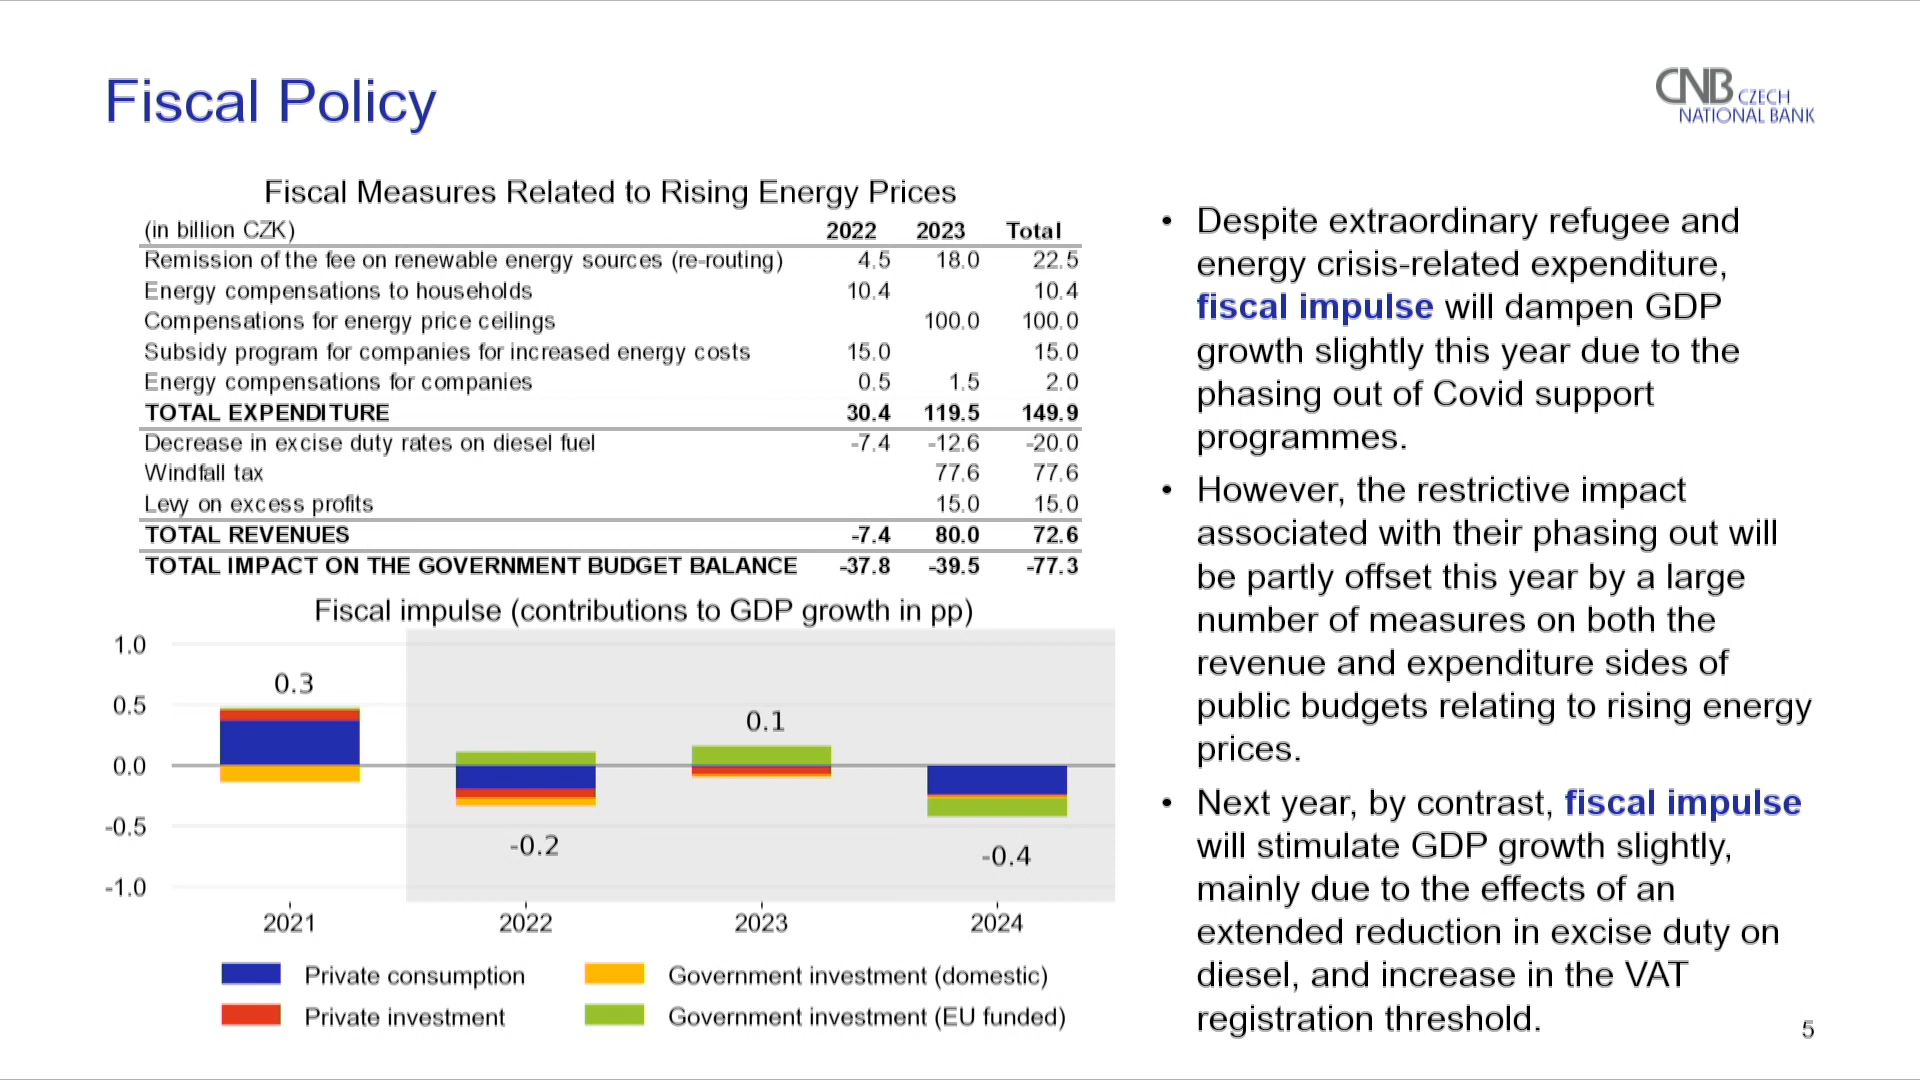 Fiscal Policy
CNB CZECH
NATIONAL BANK
Fiscal Measures Related to Rising Energy Prices
(in billion CZK) 2022 2023 Total
Remission of the fee on renewable energy sources (re-routing) 4.5 18.0 22.5
Energy compensations to households 10.4 10.4
Compensations for energy price ceilings 100.0 100.0
Subsidy program for companies for increased energy costs 15.0 15.0
Energy compensations for companies 0.5 1.5 2.0
TOTAL EXPENDITURE 30.4 119.5 149.9
Decrease in excise duty rates on diesel fuel -7.4 -12.6 -20.0
Windfall tax 77.6 77.6
Levy on excess profits 15.0 15.0
TOTAL REVENUES -7.4 80.0 72.6
TOTAL IMPACT ON THE GOVERNMENT BUDGET BALANCE -37.8 -39.5 -77.3
Fiscal impulse (contributions to GDP growth in pp)
1.0
0.5
0.0
-0.5
-1.0
0.3
-0.2
0.1
-0.4
2021 2022 2023 2024
Private consumption
Government investment (domestic)
Private investment
Government investment (EU funded)
• Despite extraordinary refugee and
energy crisis-related expenditure,
fiscal impulse will dampen GDP
growth slightly this year due to the
phasing out of Covid support
programmes.
• However, the restrictive impact
associated with their phasing out will
be partly offset this year by a large
number of measures on both the
revenue and expenditure sides of
public budgets relating to rising energy
prices.
• Next year, by contrast, fiscal impulse
will stimulate GDP growth slightly,
mainly due to the effects of an
extended reduction in excise duty on
diesel, and increase in the VAT
registration threshold.
5